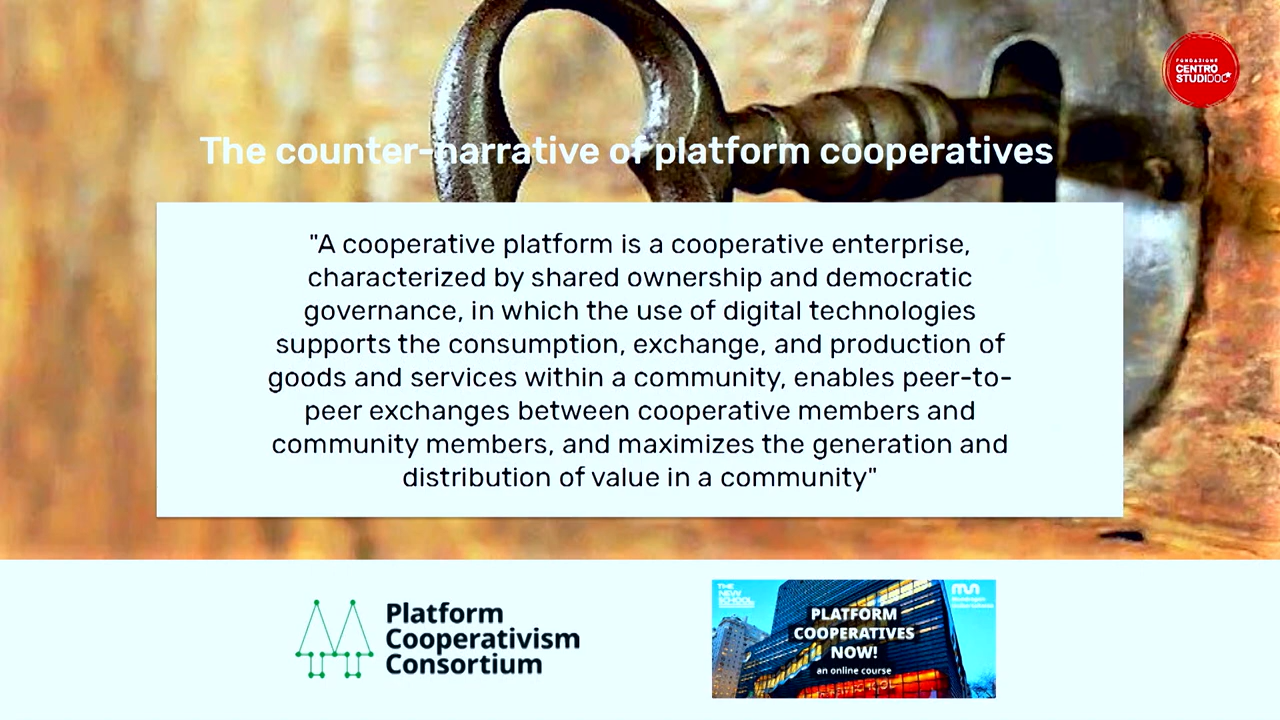 FONDAZIONE
CENTRO
STUDIDOC
The counter-narrative of platform cooperatives
"A cooperative platform is a cooperative enterprise,
characterized by shared ownership and democratic
governance, in which the use of digital technologies
supports the consumption, exchange, and production of
goods and services within a community, enables peer-to-
peer exchanges between cooperative members and
community members, and maximizes the generation and
distribution of value in a community"
Platform
Cooperativism
Consortium
THE
NEW
SCHOOL
PLATFORM
COOPERATIVES
NOW!
an online course